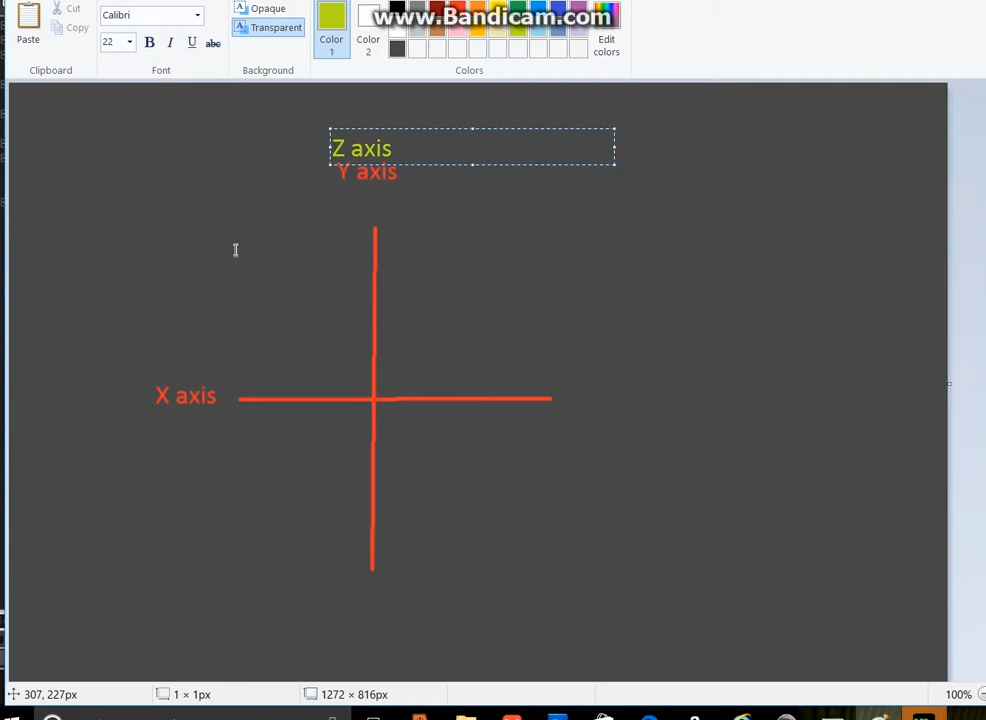 www.Bandicam.com
Cut
Copy
Paste
Clipboard
Calibri
22
B I U abc
Font
Opaque
Transparent
Background
Color
1
Color
2
Edit
colors
Colors
Z axis
Y axis
X axis
307, 227px
1 × 1px
1272 × 816px
100%